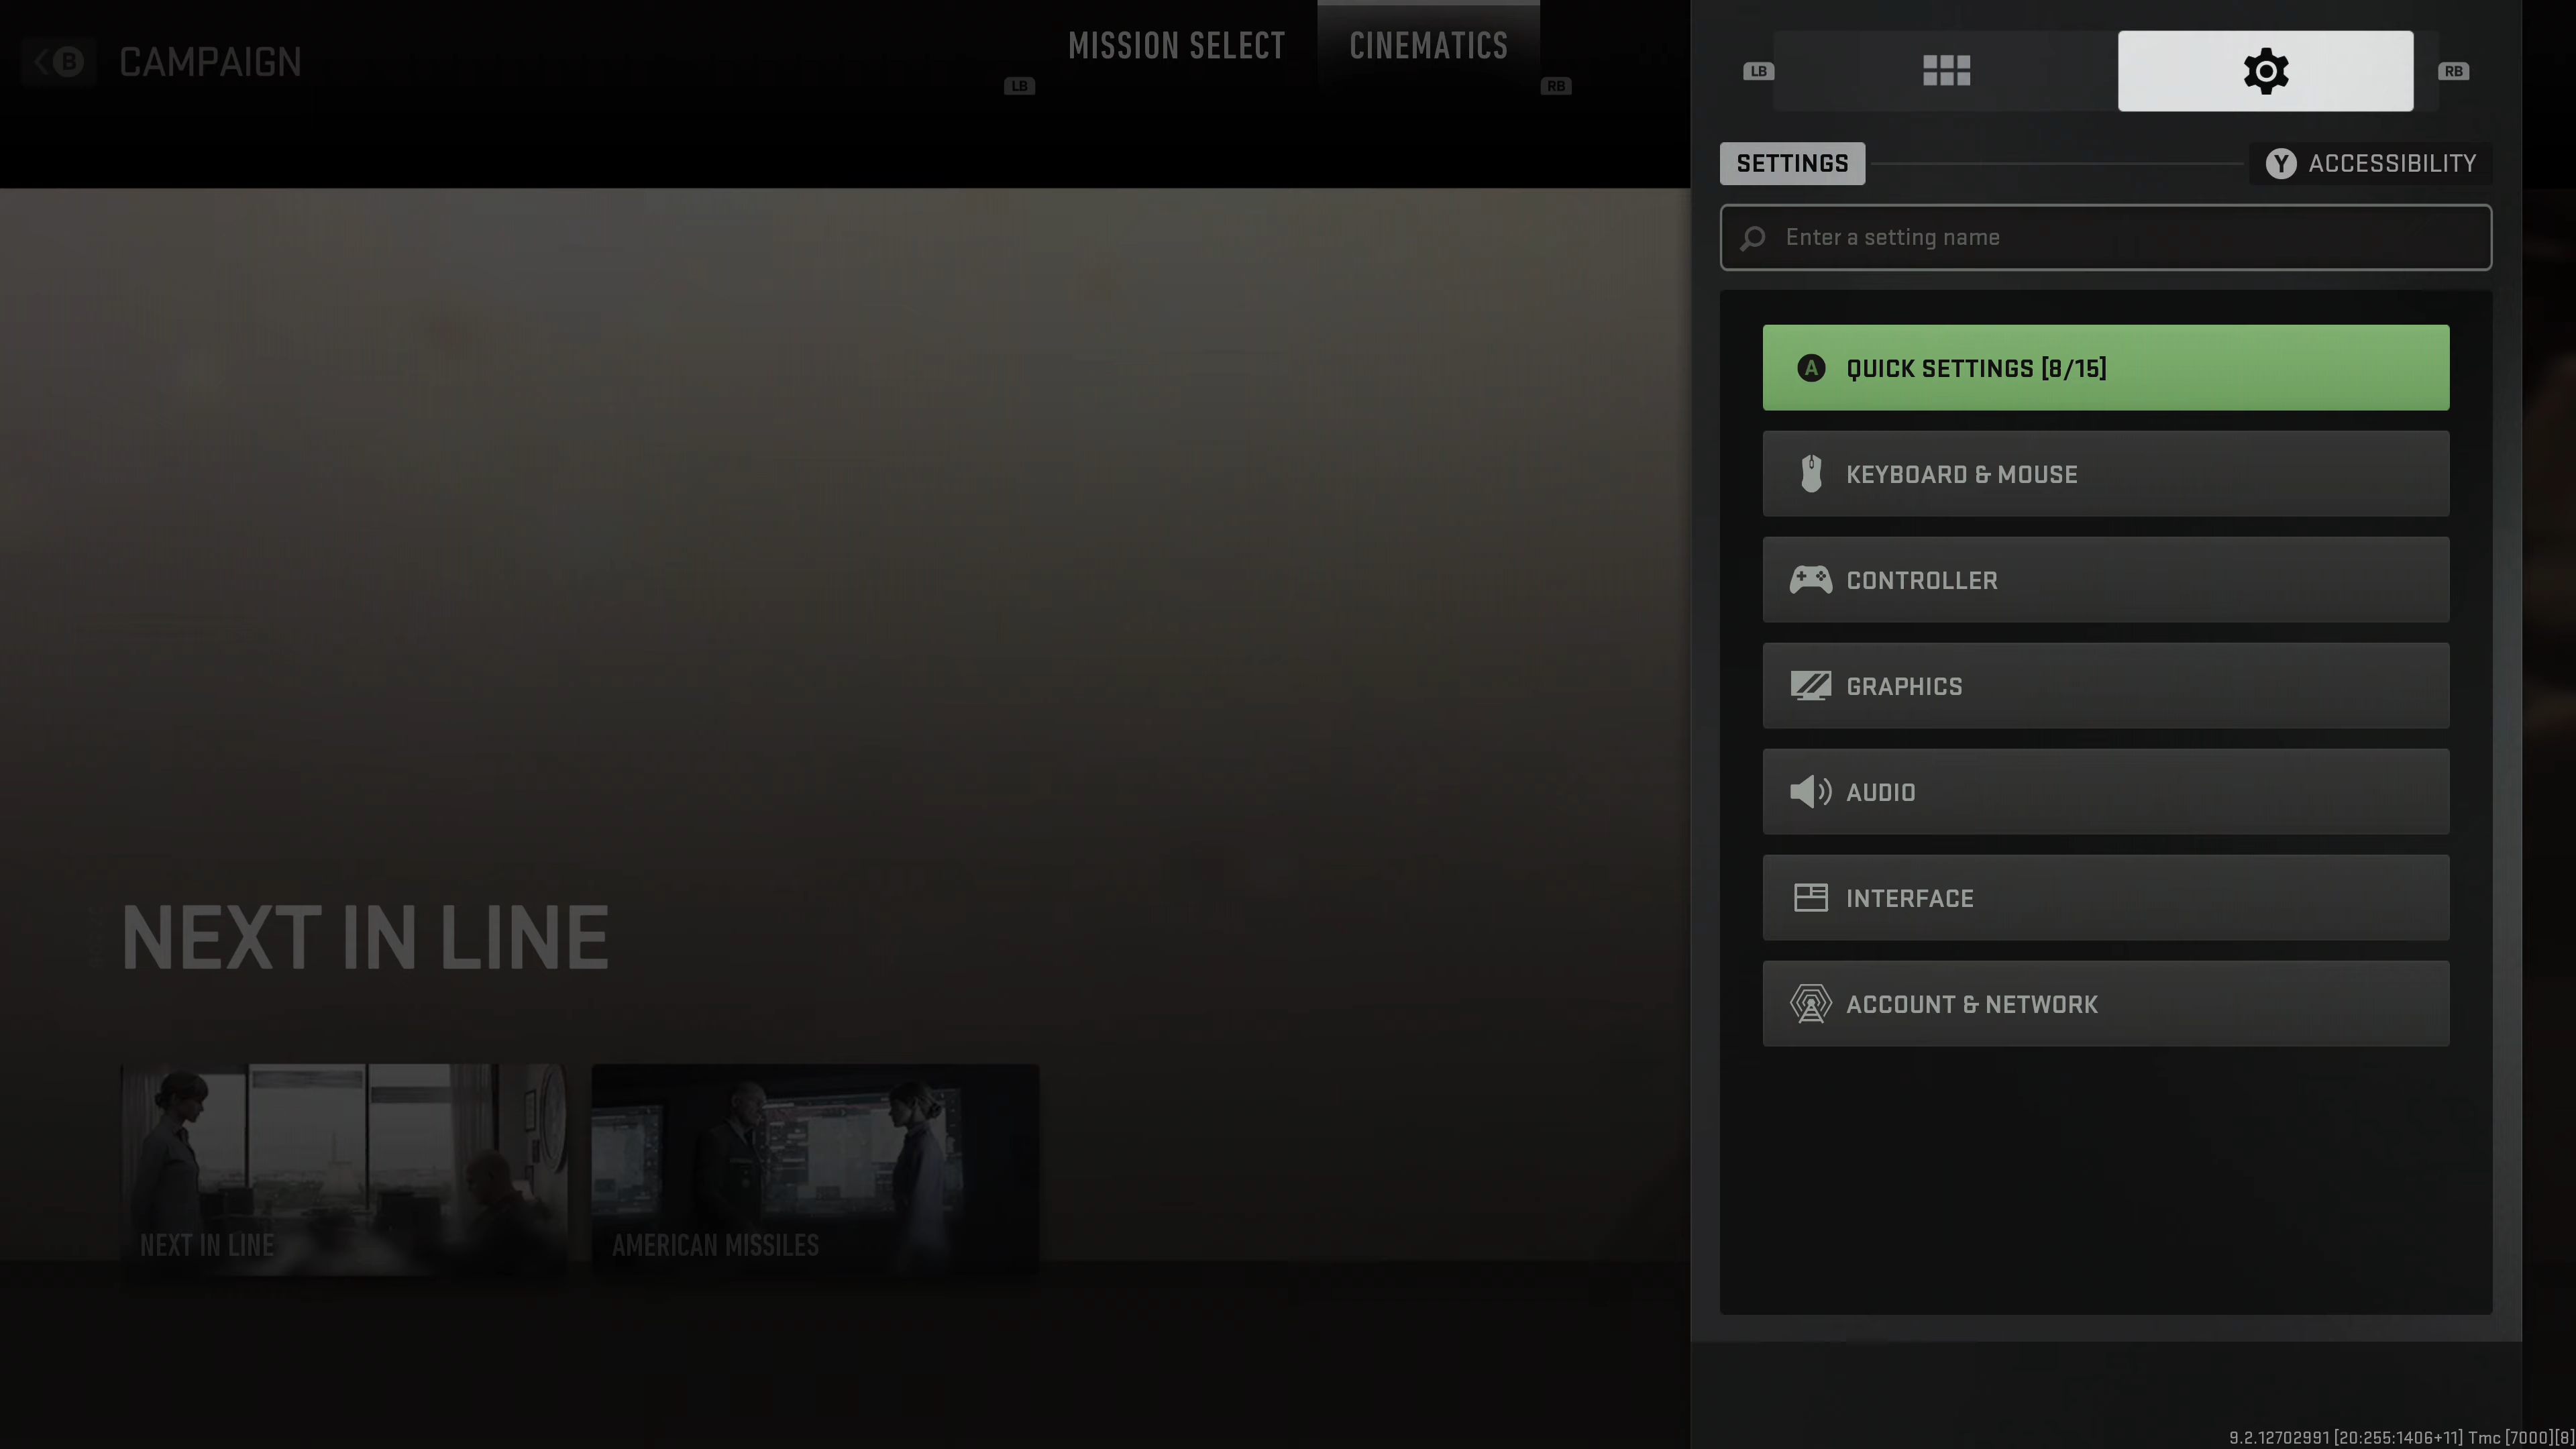 B
CAMPAIGN
MISSION SELECT
CINEMATICS
LB
RB
LB
RB
SETTINGS
Y ACCESSIBILITY
Enter a setting name
A QUICK SETTINGS [8/15]
KEYBOARD & MOUSE
CONTROLLER
GRAPHICS
AUDIO
INTERFACE
ACCOUNT & NETWORK
NEXT IN LINE
NEXT IN LINE
AMERICAN MISSILES
9.2.12702991 [20:255:1406+11] Tmc [7000][8]